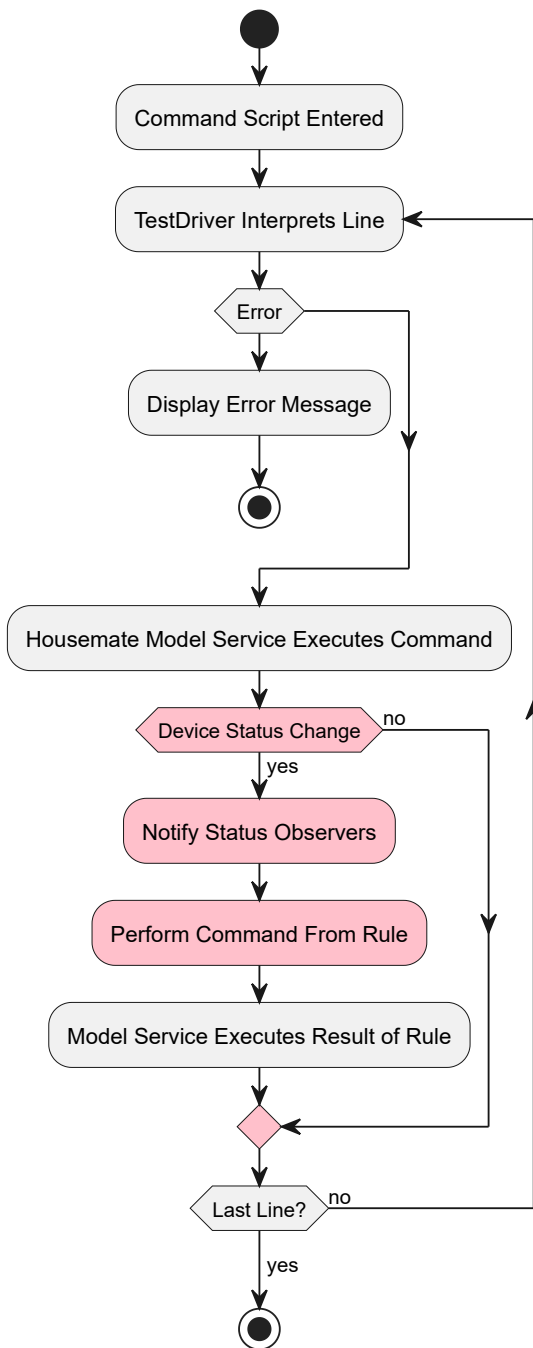 Command Script Entered
TestDriver Interprets Line
Error
Display Error Message
Housemate Model Service Executes Command
Device Status Change
no
yes
Notify Status Observers
Perform Command From Rule
Model Service Executes Result of Rule
Last Line?
no
yes